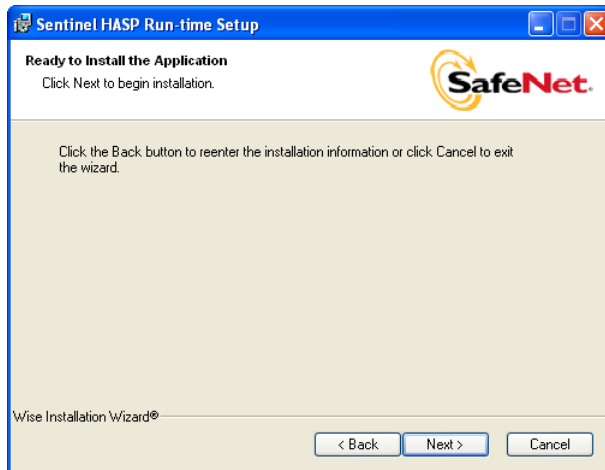 Sentinel HASP Run-time Setup
Ready to Install the Application
Click Next to begin installation.
SafeNet.
Click the Back button to reenter the installation information or click Cancel to exit
the wizard.
Wise Installation Wizard®
< Back
Next >
Cancel